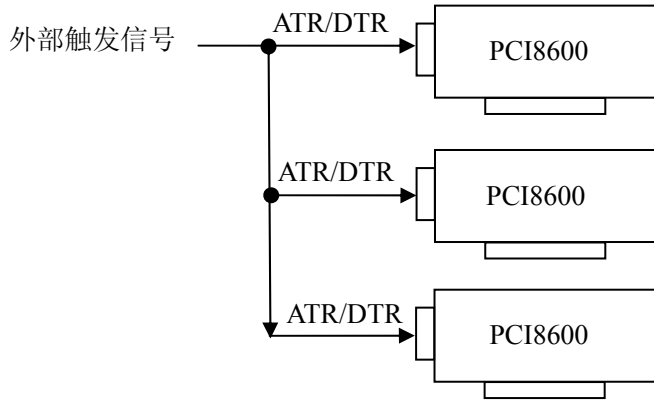 外部触发信号
ATR/DTR
PCI8600
ATR/DTR
PCI8600
ATR/DTR
PCI8600